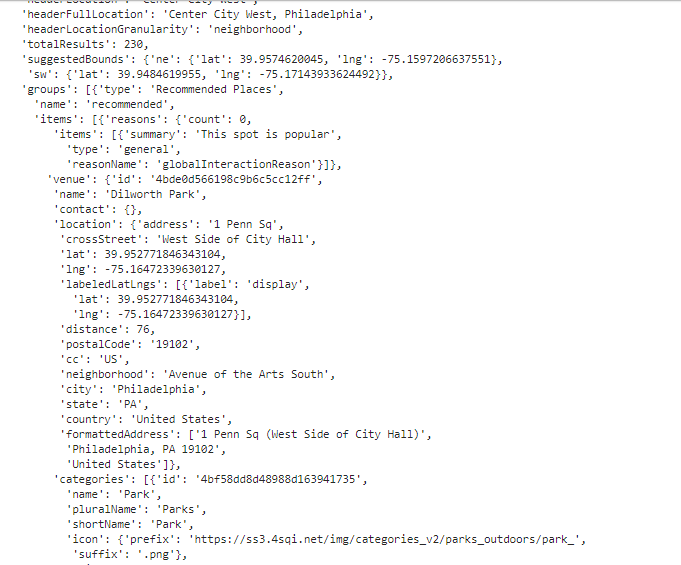 'headerLocation': 'Center City West',
'headerFullLocation': 'Center City West, Philadelphia',
'headerLocationGranularity': 'neighborhood',
'totalResults': 230,
'suggestedBounds': {'ne': {'lat': 39.9574620045, 'lng': -75.1597206637551},
'sw': {'lat': 39.9484619955, 'lng': -75.17143933624492}},
'groups': [{'type': 'Recommended Places',
'name': 'recommended',
'items': [{'reasons': {'count': 0,
'items': [{'summary': 'This spot is popular',
'type': 'general',
'reasonName': 'globalInteractionReason'}]},
'venue': {'id': '4bde0d566198c9b6c5cc12ff',
'name': 'Dilworth Park',
'contact': {},
'location': {'address': '1 Penn Sq',
'crossStreet': 'West Side of City Hall',
'lat': 39.952771846343104,
'lng': -75.16472339630127,
'labeledLatLngs': [{'label': 'display',
'lat': 39.952771846343104,
'lng': -75.16472339630127}],
'distance': 76,
'postalCode': '19102',
'cc': 'US',
'neighborhood': 'Avenue of the Arts South',
'city': 'Philadelphia',
'state': 'PA',
'country': 'United States',
'formattedAddress': ['1 Penn Sq (West Side of City Hall)',
'Philadelphia, PA 19102',
'United States']},
'categories': [{'id': '4bf58dd8d48988d163941735',
'name': 'Park',
'pluralName': 'Parks',
'shortName': 'Park',
'icon': {'prefix': 'https://ss3.4sqi.net/img/categories_v2/parks_outdoors/park_',
'suffix': '.png'},